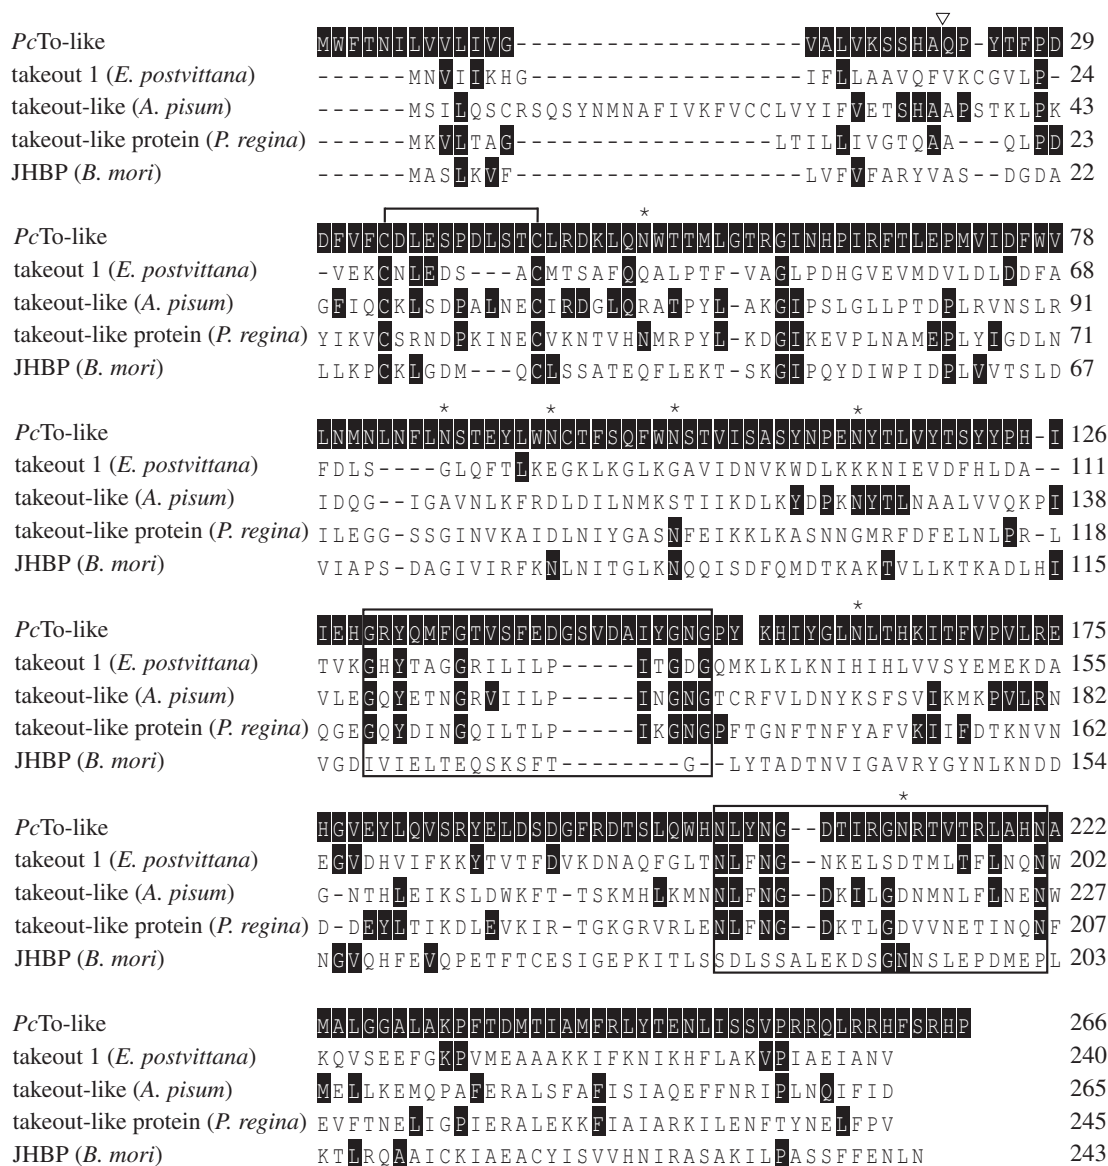 ▽
PcTo-like MWFTNILVVLIVG------------------VALVKSSHAQP-YTFPD 29
takeout 1 (E. postvittana) ------MNVIIKHG------------------IFLLAAVQFVKCGVLP- 24
takeout-like (A. pisum) ------MSILQSCRSQSYNMNAFIVKFVCCLVYIFVETSHAAPSTKLPK 43
takeout-like protein (P. regina) ------MKVLTAG-----------------LTILLIVGTQAA--QLPD 23
JHBP (B. mori) ------MASLKVF-------------------LVFVFARYVAS--DGDA 22
*
PcTo-like DFVFCDLESPDLSTCLRDKLQNWTTMLGTRGINHPIRFTLEPMVIDFWV 78
takeout 1 (E. postvittana) -VEKCNLEDS---ACMTSAFQQALPTF-VAGLPDHGVEVMDVLDLDDFA 68
takeout-like (A. pisum) GFIQCKLSDPALNECIRDGLQRATPYL-AKGIPSLGLLPTDPLRVNSLR 91
takeout-like protein (P. regina) YIKVCSRNDPKINECVKNTVHNMRPYL-KDGIKEVPLNAMEPLYIGDLN 71
JHBP (B. mori) LLKPCKLGDM---QCLSSATEQFLEKT-SKGIPQYDIWPIDPLVVTSLD 67
* * * *
PcTo-like LNMNLNFLNSTEYLWNCTFSQFWNSTVISASYNPENYTLVYTSYYPH-I 126
takeout 1 (E. postvittana) FDLS----GLQFTLKEGKLKGLKGAVIDNVKWDLKKKNIEVDFHLDA-- 111
takeout-like (A. pisum) IDQG--IGAVNLKFRDLDILNMKSTIIKDLKYDPKNYTLNAALVVQKPI 138
takeout-like protein (P. regina) ILEGG-SSGINVKAIDLNIYGASNFEIKKLKASNNGMRFDFELNLPR-L 118
JHBP (B. mori) VIAPS-DAGIVIRFKNLNITGLKNQQISDFQMDTKAKTVLLKTKADLHI 115
*
PcTo-like IEHGRYQMFGTVSFEDGSVDAIYGNGPY KHIYGLNLTHKITFVPVLRE 175
takeout 1 (E. postvittana) TVKGHYTAGGRILILP-----ITGDGQMKLKLKNIHIHLVVSYEMEKDA 155
takeout-like (A. pisum) VLEGQYETNGRVIILP-----INGNGTCRFVLDNYKSFSVIKMKPVLRN 182
takeout-like protein (P. regina) QGEGQYDINGQILTLP-----IKGNGPFTGNFTNFYAFVKIIFDTKNVN 162
JHBP (B. mori) VGDIVIELTEQSKSFT-------G--LYTADTNVIGAVRYGYNLKNDD 154
*
PcTo-like HGVEYLQVSRYELDSDGFRDTSLQWHNLYNG--DTIRGNRTVTRLAHNA 222
takeout 1 (E. postvittana) EGVDHVIFKKYTVTFDVKDNAQFGLTNLFNG--NKELSDTMLTFLNQNW 202
takeout-like (A. pisum) G-NTHLEIKSLDWKFT-TSKMHLKMNNLFNG--DKILGDNMNLFLNENW 227
takeout-like protein (P. regina) D-DEYLTIKDLEVKIR-TGKGRVRLENLFNG--DKTLGDVVNETINQNF 207
JHBP (B. mori) NGVQHFEVQPETFTCESIGEPKITLSSDLSSALEKDSGNNSLEPDMEPL 203
PcTo-like MALGGALAKPFTDMTIAMFRLYTENLISSVPRRQLRRHFSRHP 266
takeout 1 (E. postvittana) KQVSEEFGKPVMEAAAKKIFKNIKHFLAKVPIAEIANV 240
takeout-like (A. pisum) MELLKEMQPAFERALSFAFISIAQEFFNRIPLNQIFID 265
takeout-like protein (P. regina) EVFTNELIGPIERALEKKFIAIARKILENFTYNELFPV 245
JHBP (B. mori) KTLRQAAICKIAEACYISVVHNIRASAKILPASSFFENLN 243